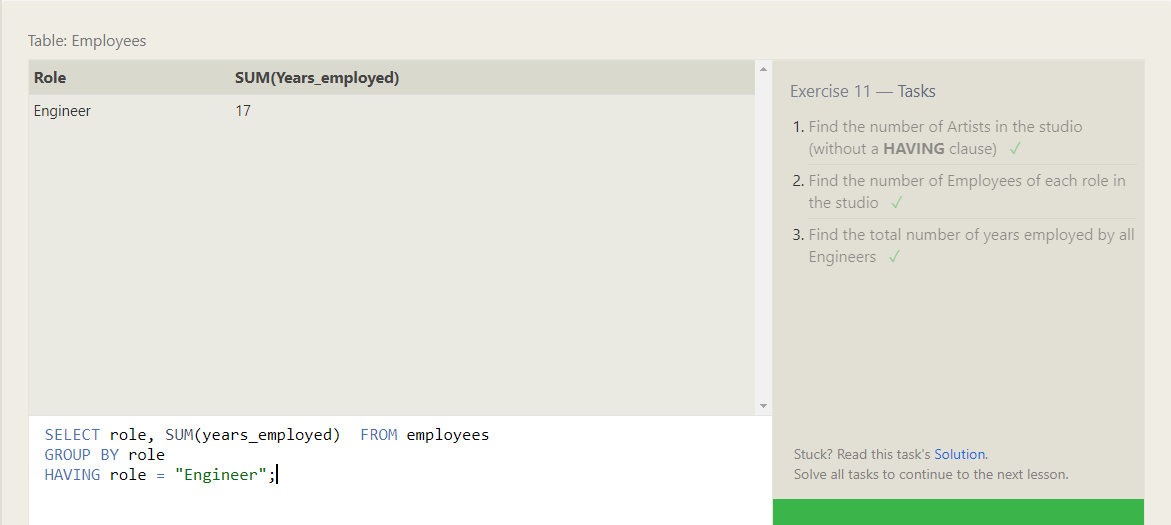 Table: Employees
Role SUM(Years_employed)
Engineer 17
Exercise 11 — Tasks
1. Find the number of Artists in the studio
(without a HAVING clause) ✓
2. Find the number of Employees of each role in
the studio ✓
3. Find the total number of years employed by all
Engineers ✓
SELECT role, SUM(years_employed)  FROM employees
GROUP BY role
HAVING role = "Engineer";
Stuck? Read this task's Solution.
Solve all tasks to continue to the next lesson.